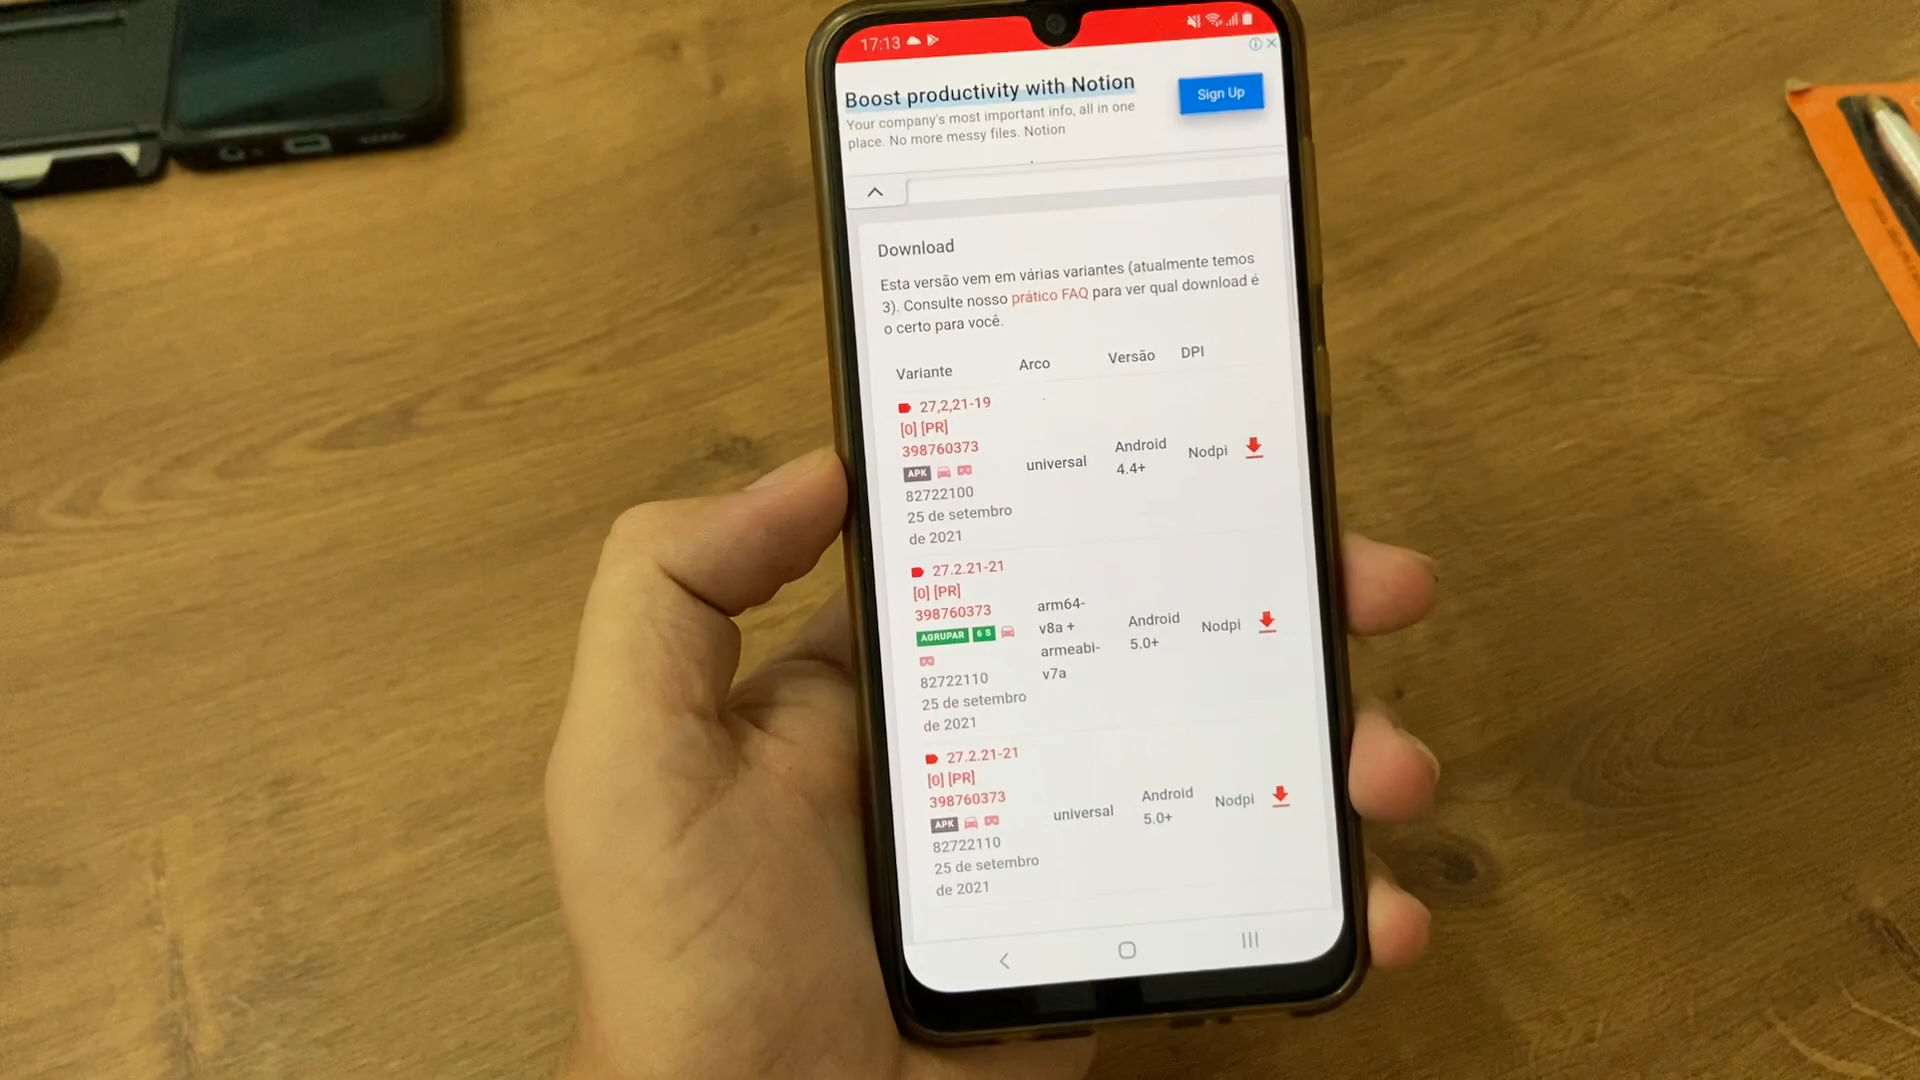 17:13
Boost productivity with Notion
Your company's most important info, all in one
place. No more messy files. Notion
Sign Up
Download
Esta versão vem em várias variantes (atualmente temos
3). Consulte nosso prático FAQ para ver qual download é
o certo para você.
Variante Arco Versão DPI
27,2,21-19
[0] [PR]
398760373
APK
82722100
25 de setembro
de 2021
universal
Android
4.4+
Nodpi
27.2.21-21
[0] [PR]
398760373
AGRUPAR 6 S
82722110
25 de setembro
de 2021
arm64-
v8a +
armeabi-
v7a
Android
5.0+
Nodpi
27.2.21-21
[0] [PR]
398760373
APK
82722110
25 de setembro
de 2021
universal
Android
5.0+
Nodpi